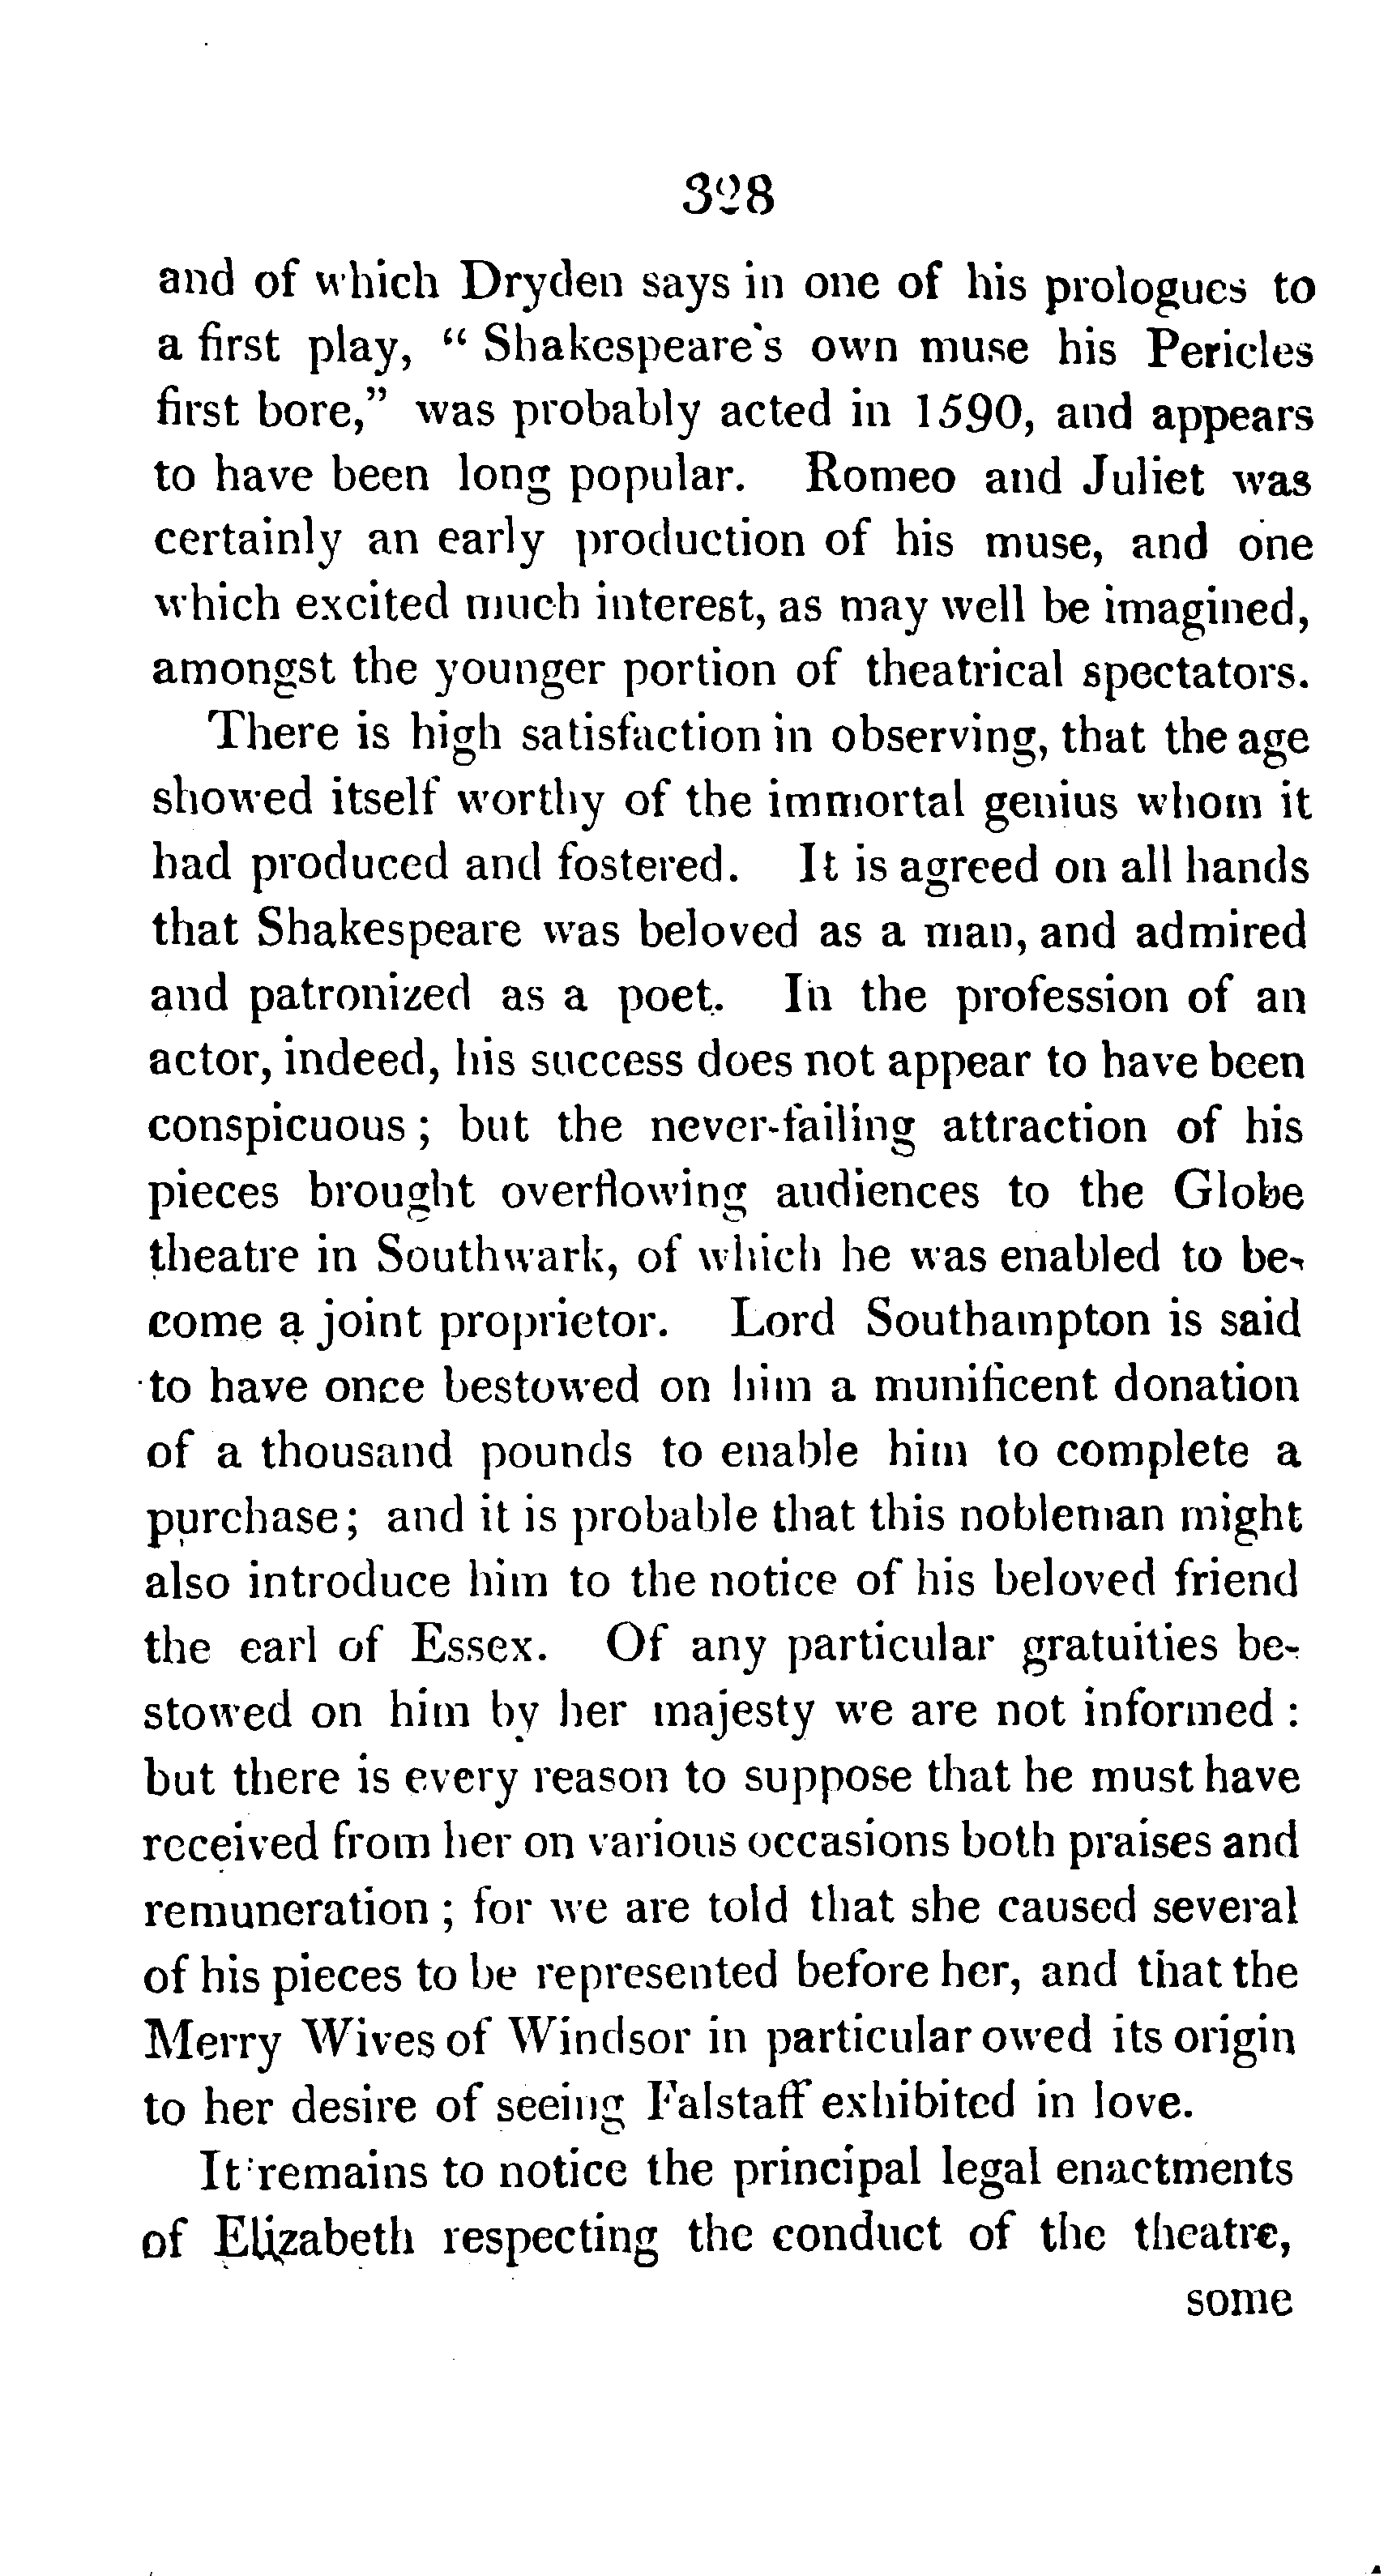 328
and of which Dryden says in one of his prologues to
a first play, “ Shakespeare's own muse his Pericles
first bore,” was probably acted in 1590, and appears
to have been long popular. Romeo and Juliet was
certainly an early production of his muse, and one
which excited much interest, as may well be imagined,
amongst the younger portion of theatrical spectators.
There is high satisfaction in observing, that the age
showed itself worthy of the immortal genius whom it
had produced and fostered. It is agreed on all hands
that Shakespeare was beloved as a man, and admired
and patronized as a poet. In the profession of an
actor, indeed, his success does not appear to have been
conspicuous ; but the never-failing attraction of his
pieces brought overflowing audiences to the Globe
theatre in Southwark, of which he was enabled to be-
come a joint proprietor. Lord Southampton is said
to have once bestowed on him a munificent donation
of a thousand pounds to enable him to complete a
purchase; and it is probable that this nobleman might
also introduce him to the notice of his beloved friend
the earl of Essex. Of any particular gratuities be-
stowed on him by her majesty we are not informed :
but there is every reason to suppose that he must have
received from her on various occasions both praises and
remuneration ; for we are told that she caused several
of his pieces to be represented before her, and that the
Merry Wives of Windsor in particular owed its origin
to her desire of seeing Falstaff exhibited in love.
It remains to notice the principal legal enactments
of Elizabeth respecting the conduct of the theatre,
some